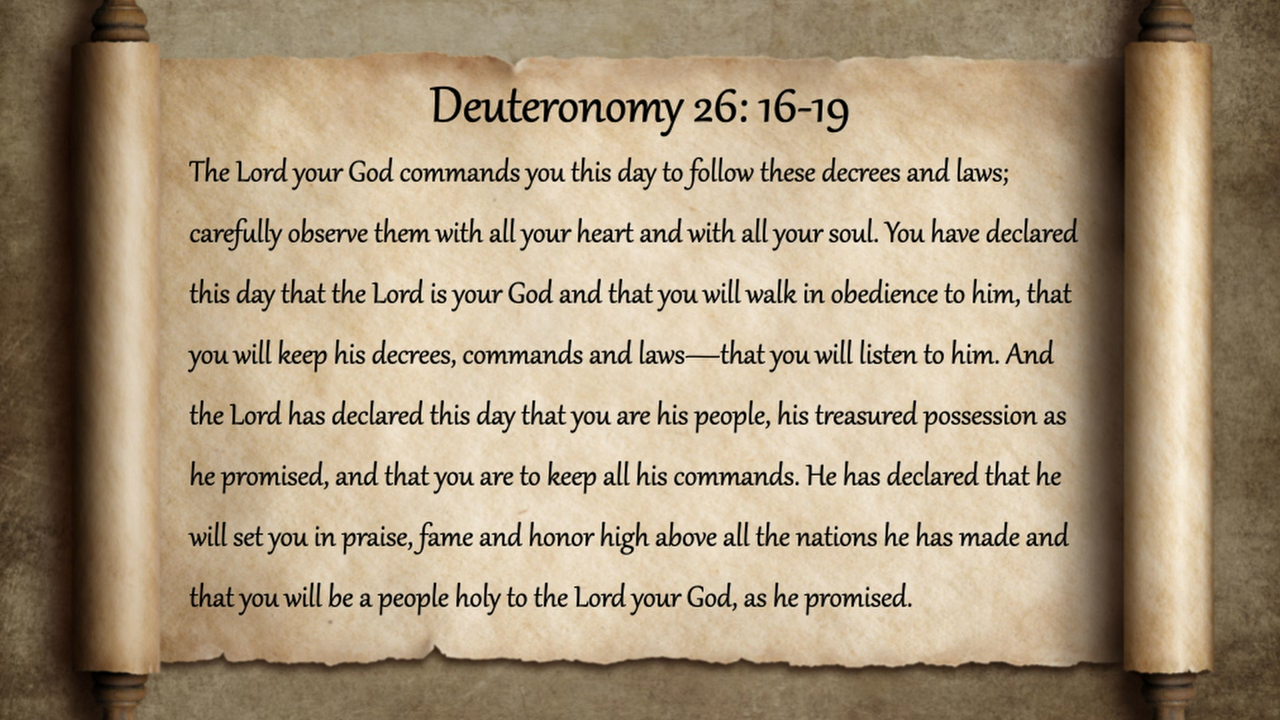 Deuteronomy 26: 16-19
The Lord your God commands you this day to follow these decrees and laws;
carefully observe them with all your heart and with all your soul. You have declared
this day that the Lord is your God and that you will walk in obedience to him, that
you will keep his decrees, commands and laws—that you will listen to him. And
the Lord has declared this day that you are his people, his treasured possession as
he promised, and that you are to keep all his commands. He has declared that he
will set you in praise, fame and honor high above all the nations he has made and
that you will be a people holy to the Lord your God, as he promised.